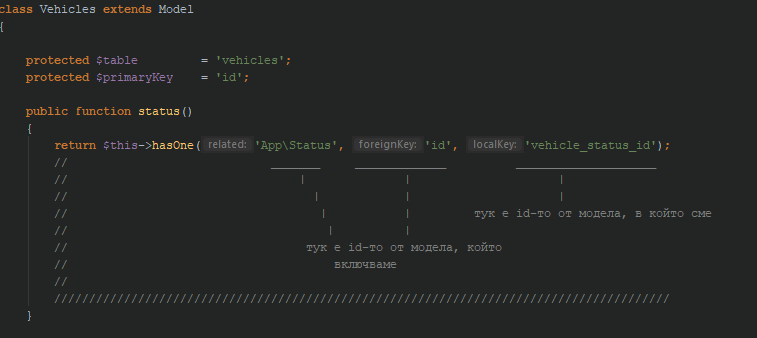 class Vehicles extends Model
{
protected $table = 'vehicles';
protected $primaryKey = 'id';
public function status()
{
return $this->hasOne( related: 'App\Status', foreignKey: 'id', localKey: 'vehicle_status_id');
// _______ _____________ ____________________
// | | |
// | | |
// | | тук е id-то от модела, в който сме
// | |
// тук е id-то от модела, който
// включваме
//
////////////////////////////////////////////////////////////////////////////////////////
}